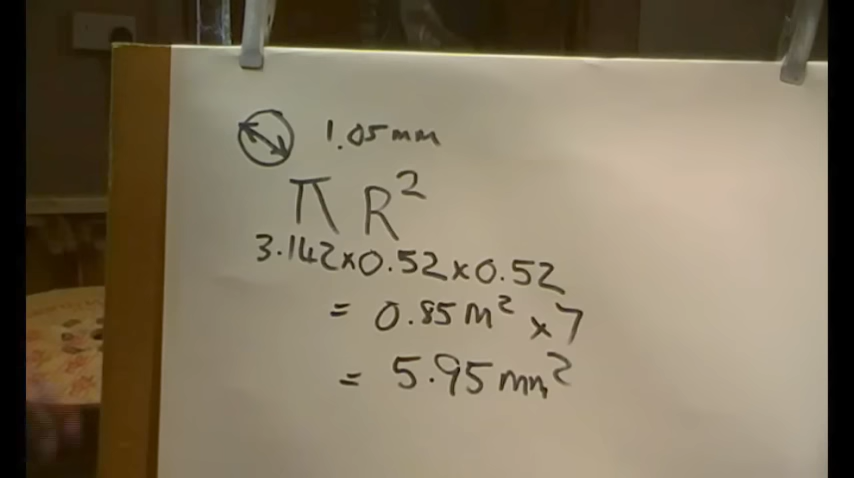 1.05mm
π R²
3.142x0.52x0.52
= 0.85m² x7
= 5.95mm²